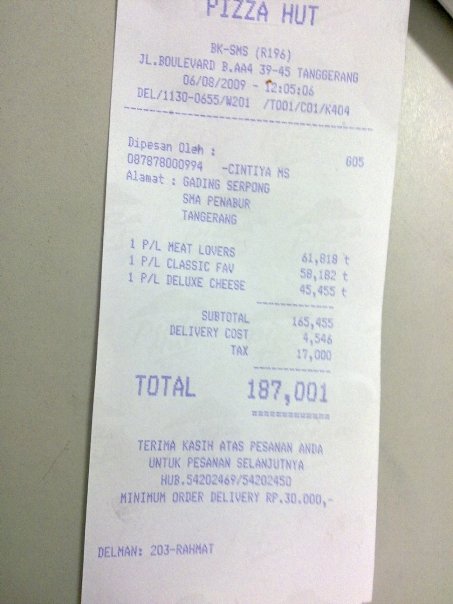 PIZZA HUT
BK-SMS (R196)
JL.BOULEVARD B.AA4 39-45 TANGGERANG
06/08/2009 - 12:05:06
DEL/1130-0655/W201 /T001/C01/K404
Dipesan Oleh : 605
087878000994 -CINTIYA MS
Alamat : GADING SERPONG
SMA PENABUR
TANGERANG
1 P/L MEAT LOVERS 61,818 t
1 P/L CLASSIC FAV 58,182 t
1 P/L DELUXE CHEESE 45,455 t
SUBTOTAL 165,455
DELIVERY COST 4,546
TAX 17,000
TOTAL 187,001
TERIMA KASIH ATAS PESANAN ANDA
UNTUK PESANAN SELANJUTNYA
HUB.54202469/54202450
MINIMUM ORDER DELIVERY RP.30.000,-
DELMAN: 203-RAHMAT